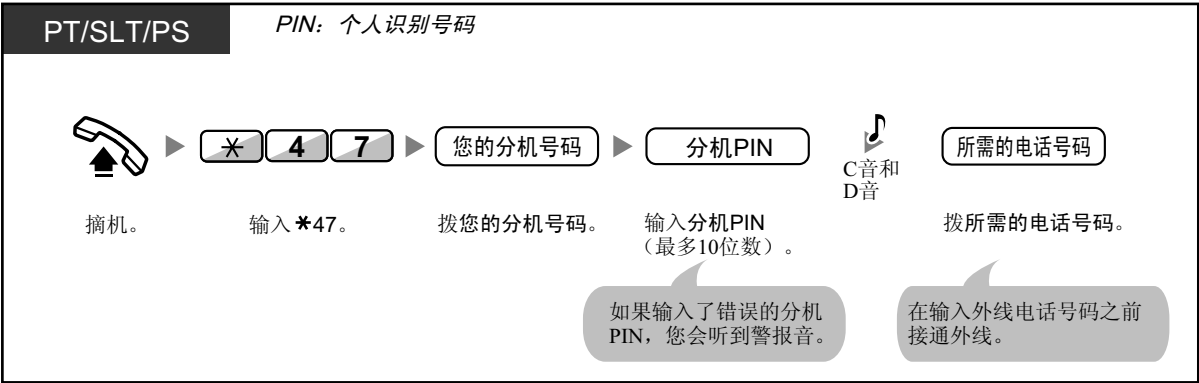 PT/SLT/PS
PIN：个人识别号码
* 4 7
您的分机号码
分机PIN
C音和
D音
所需的电话号码
摘机。
输入*47。
拨您的分机号码。
输入分机PIN
（最多10位数）。
拨所需的电话号码。
如果输入了错误的分机
PIN，您会听到警报音。
在输入外线电话号码之前
接通外线。